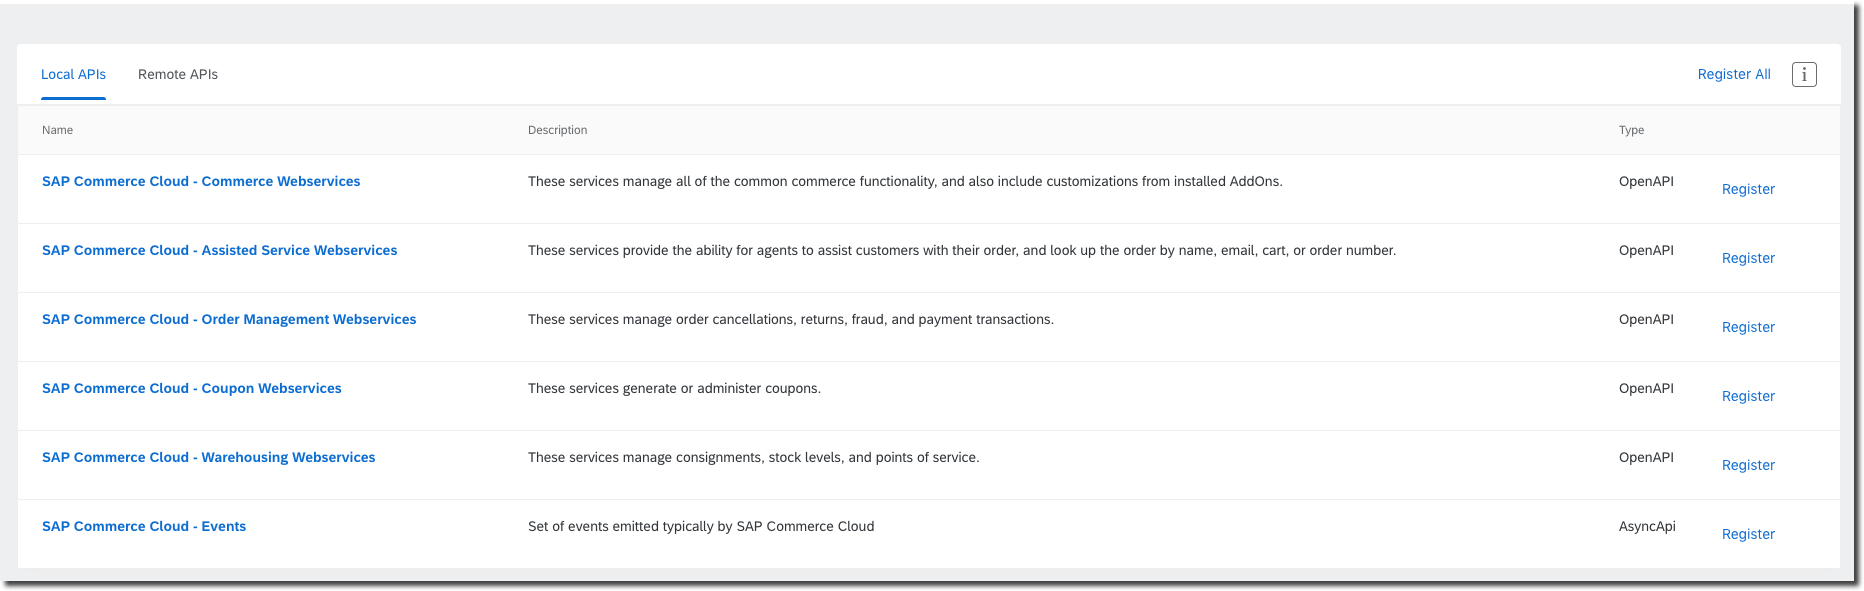 Local APIs Remote APIs Register All i
Name Description Type
SAP Commerce Cloud - Commerce Webservices These services manage all of the common commerce functionality, and also include customizations from installed AddOns. OpenAPI Register
SAP Commerce Cloud - Assisted Service Webservices These services provide the ability for agents to assist customers with their order, and look up the order by name, email, cart, or order number. OpenAPI Register
SAP Commerce Cloud - Order Management Webservices These services manage order cancellations, returns, fraud, and payment transactions. OpenAPI Register
SAP Commerce Cloud - Coupon Webservices These services generate or administer coupons. OpenAPI Register
SAP Commerce Cloud - Warehousing Webservices These services manage consignments, stock levels, and points of service. OpenAPI Register
SAP Commerce Cloud - Events Set of events emitted typically by SAP Commerce Cloud AsyncApi Register